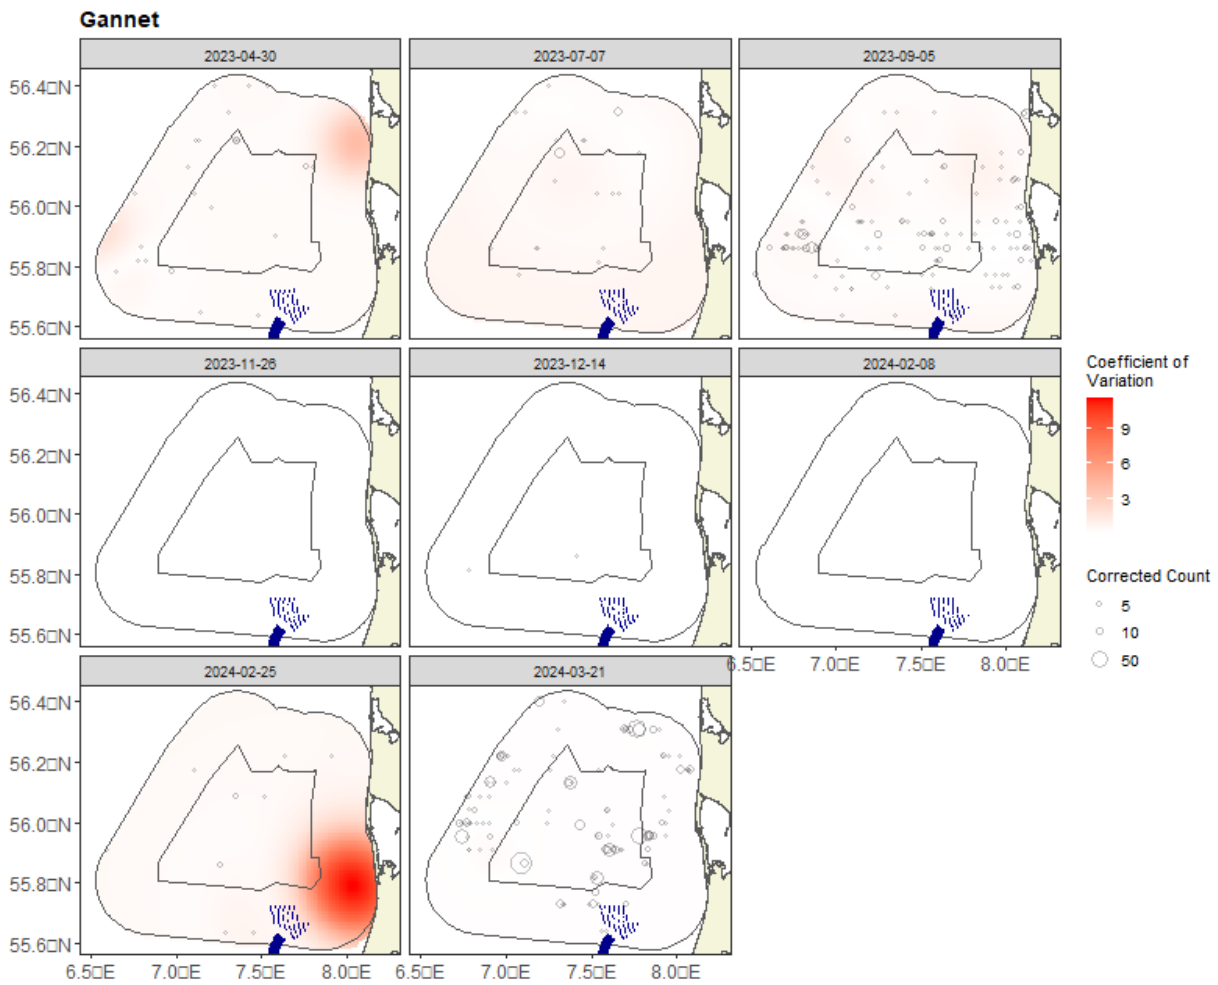 Gannet
2023-04-30 2023-07-07 2023-09-05
56.4□N
56.2□N
56.0□N
55.8□N
55.6□N
2023-11-26 2023-12-14 2024-02-08
56.4□N
56.2□N
56.0□N
55.8□N
55.6□N
6.5□E 7.0□E 7.5□E 8.0□E
2024-02-25 2024-03-21
56.4□N
56.2□N
56.0□N
55.8□N
55.6□N
6.5□E 7.0□E 7.5□E 8.0□E 6.5□E 7.0□E 7.5□E 8.0□E
Coefficient of
Variation
9
6
3
Corrected Count
5
10
50